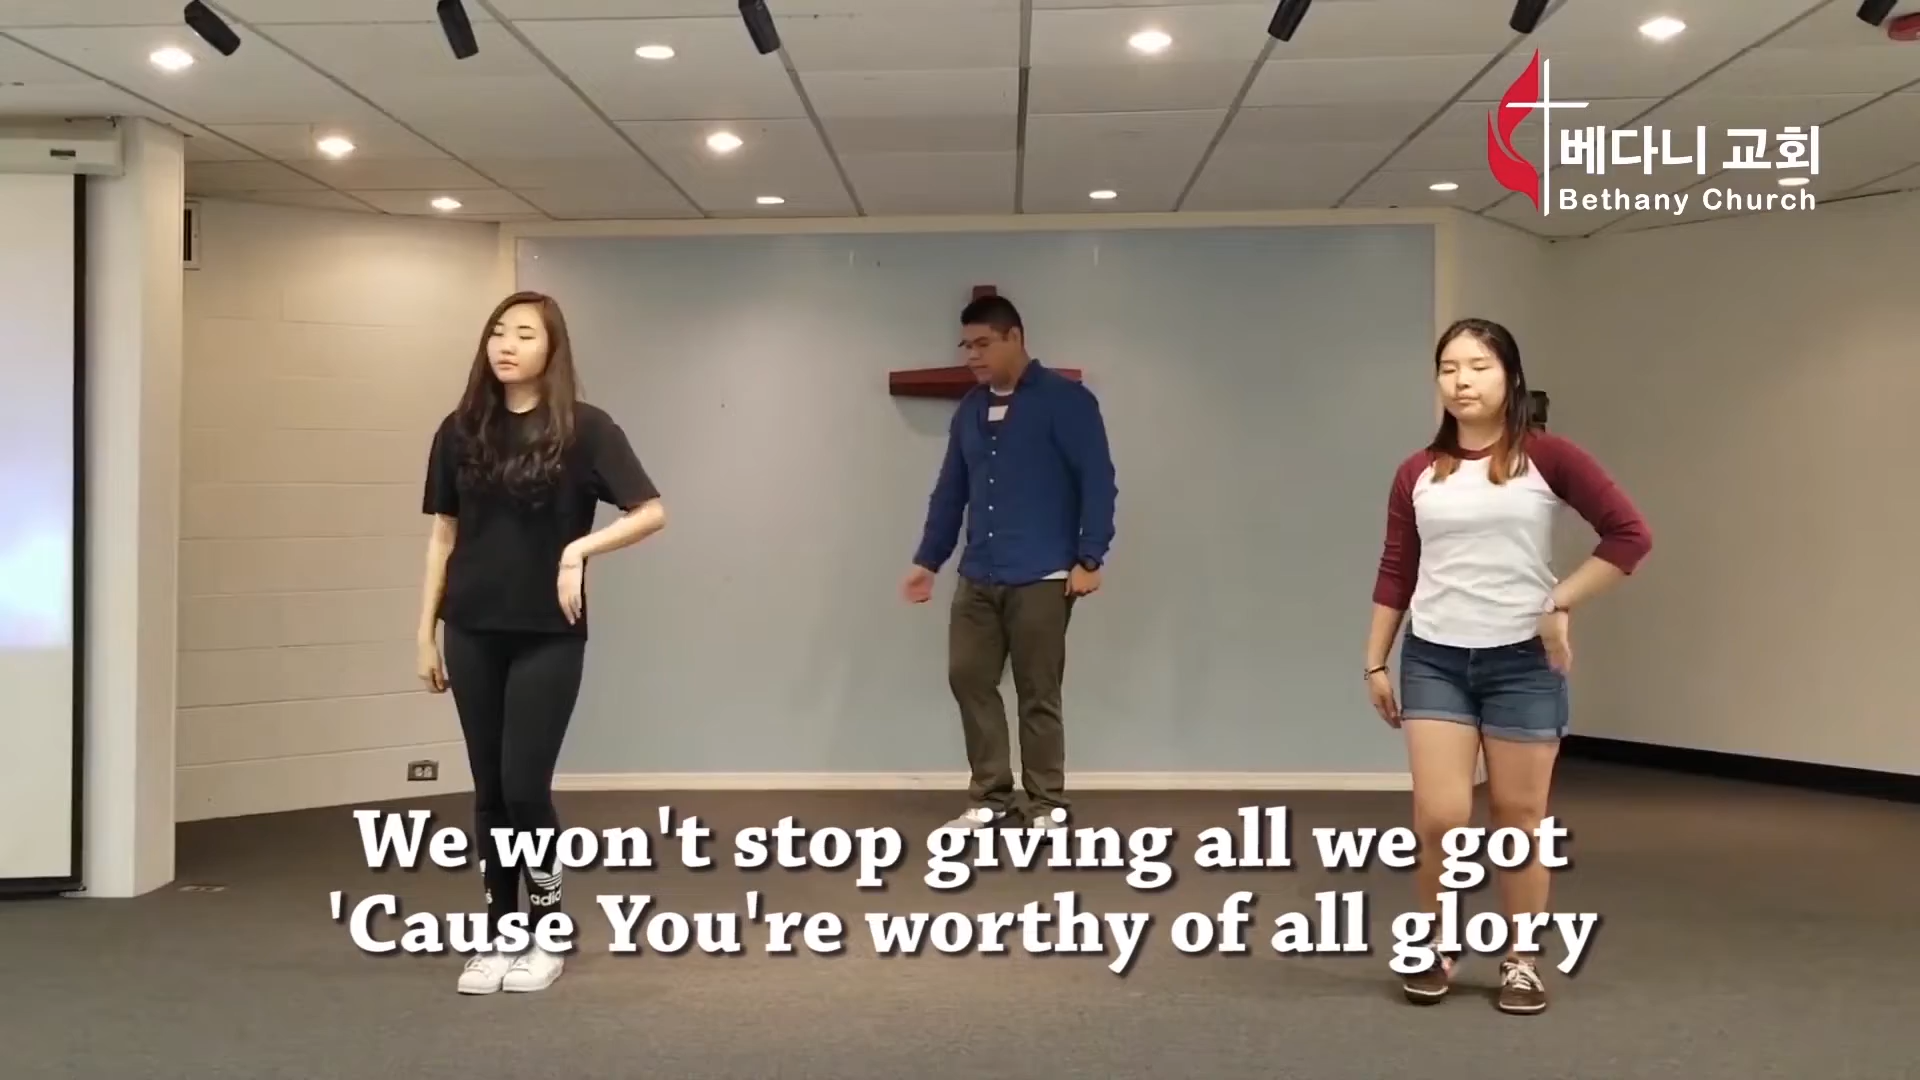 베다니 교회
Bethany Church
We won't stop giving all we got
'Cause You're worthy of all glory
adidas